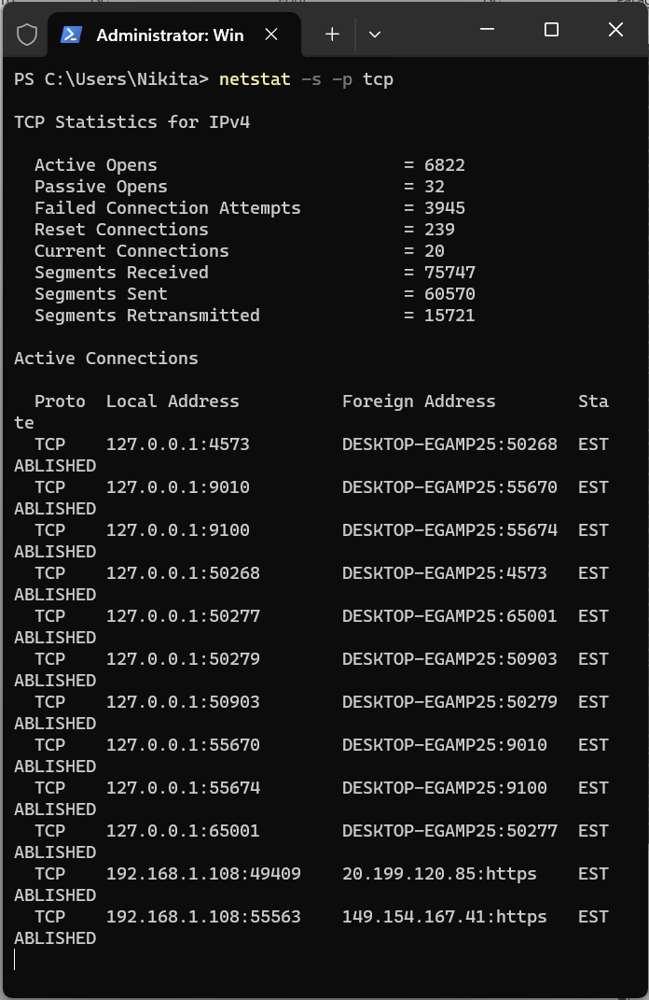 Administrator: Win
PS C:\Users\Nikita> netstat -s -p tcp
TCP Statistics for IPv4
Active Opens = 6822
Passive Opens = 32
Failed Connection Attempts = 3945
Reset Connections = 239
Current Connections = 20
Segments Received = 75747
Segments Sent = 60570
Segments Retransmitted = 15721
Active Connections
Proto Local Address Foreign Address Sta
te
TCP 127.0.0.1:4573 DESKTOP-EGAMP25:50268 EST
ABLISHED
TCP 127.0.0.1:9010 DESKTOP-EGAMP25:55670 EST
ABLISHED
TCP 127.0.0.1:9100 DESKTOP-EGAMP25:55674 EST
ABLISHED
TCP 127.0.0.1:50268 DESKTOP-EGAMP25:4573 EST
ABLISHED
TCP 127.0.0.1:50277 DESKTOP-EGAMP25:65001 EST
ABLISHED
TCP 127.0.0.1:50279 DESKTOP-EGAMP25:50903 EST
ABLISHED
TCP 127.0.0.1:50903 DESKTOP-EGAMP25:50279 EST
ABLISHED
TCP 127.0.0.1:55670 DESKTOP-EGAMP25:9010 EST
ABLISHED
TCP 127.0.0.1:55674 DESKTOP-EGAMP25:9100 EST
ABLISHED
TCP 127.0.0.1:65001 DESKTOP-EGAMP25:50277 EST
ABLISHED
TCP 192.168.1.108:49409 20.199.120.85:https EST
ABLISHED
TCP 192.168.1.108:55563 149.154.167.41:https EST
ABLISHED